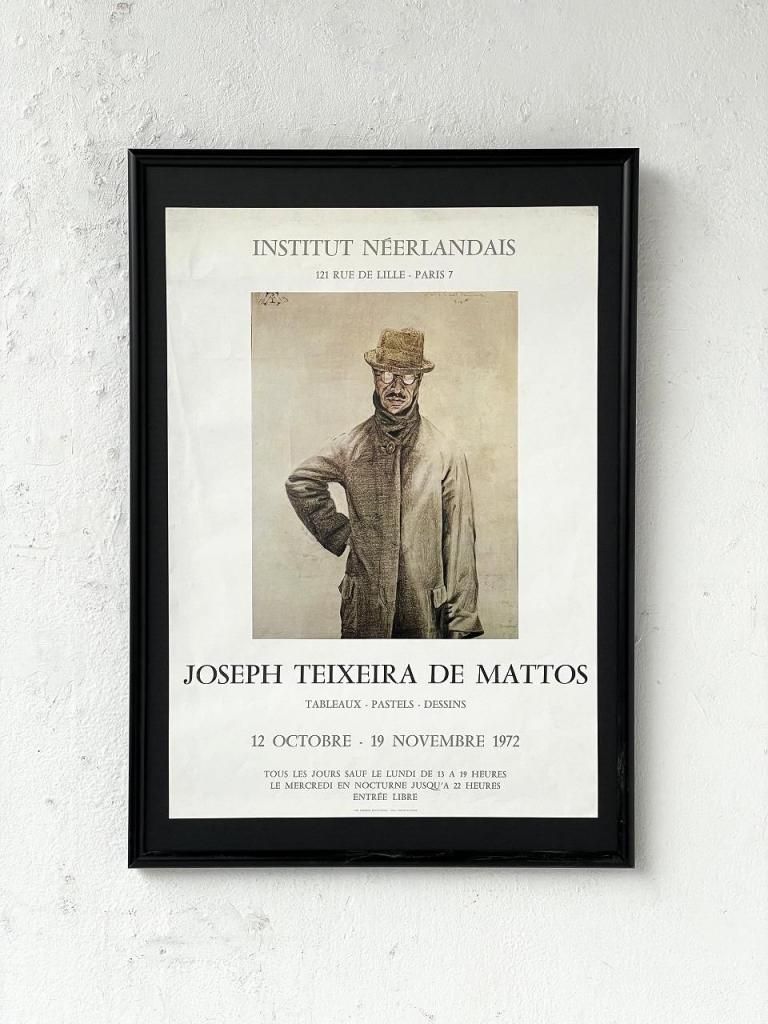 INSTITUT NÉERLANDAIS
121 RUE DE LILLE - PARIS 7
JOSEPH TEIXEIRA DE MATTOS
TABLEAUX - PASTELS - DESSINS
12 OCTOBRE - 19 NOVEMBRE 1972
TOUS LES JOURS SAUF LE LUNDI DE 13 A 19 HEURES
LE MERCREDI EN NOCTURNE JUSQU'A 22 HEURES
ENTRÉE LIBRE